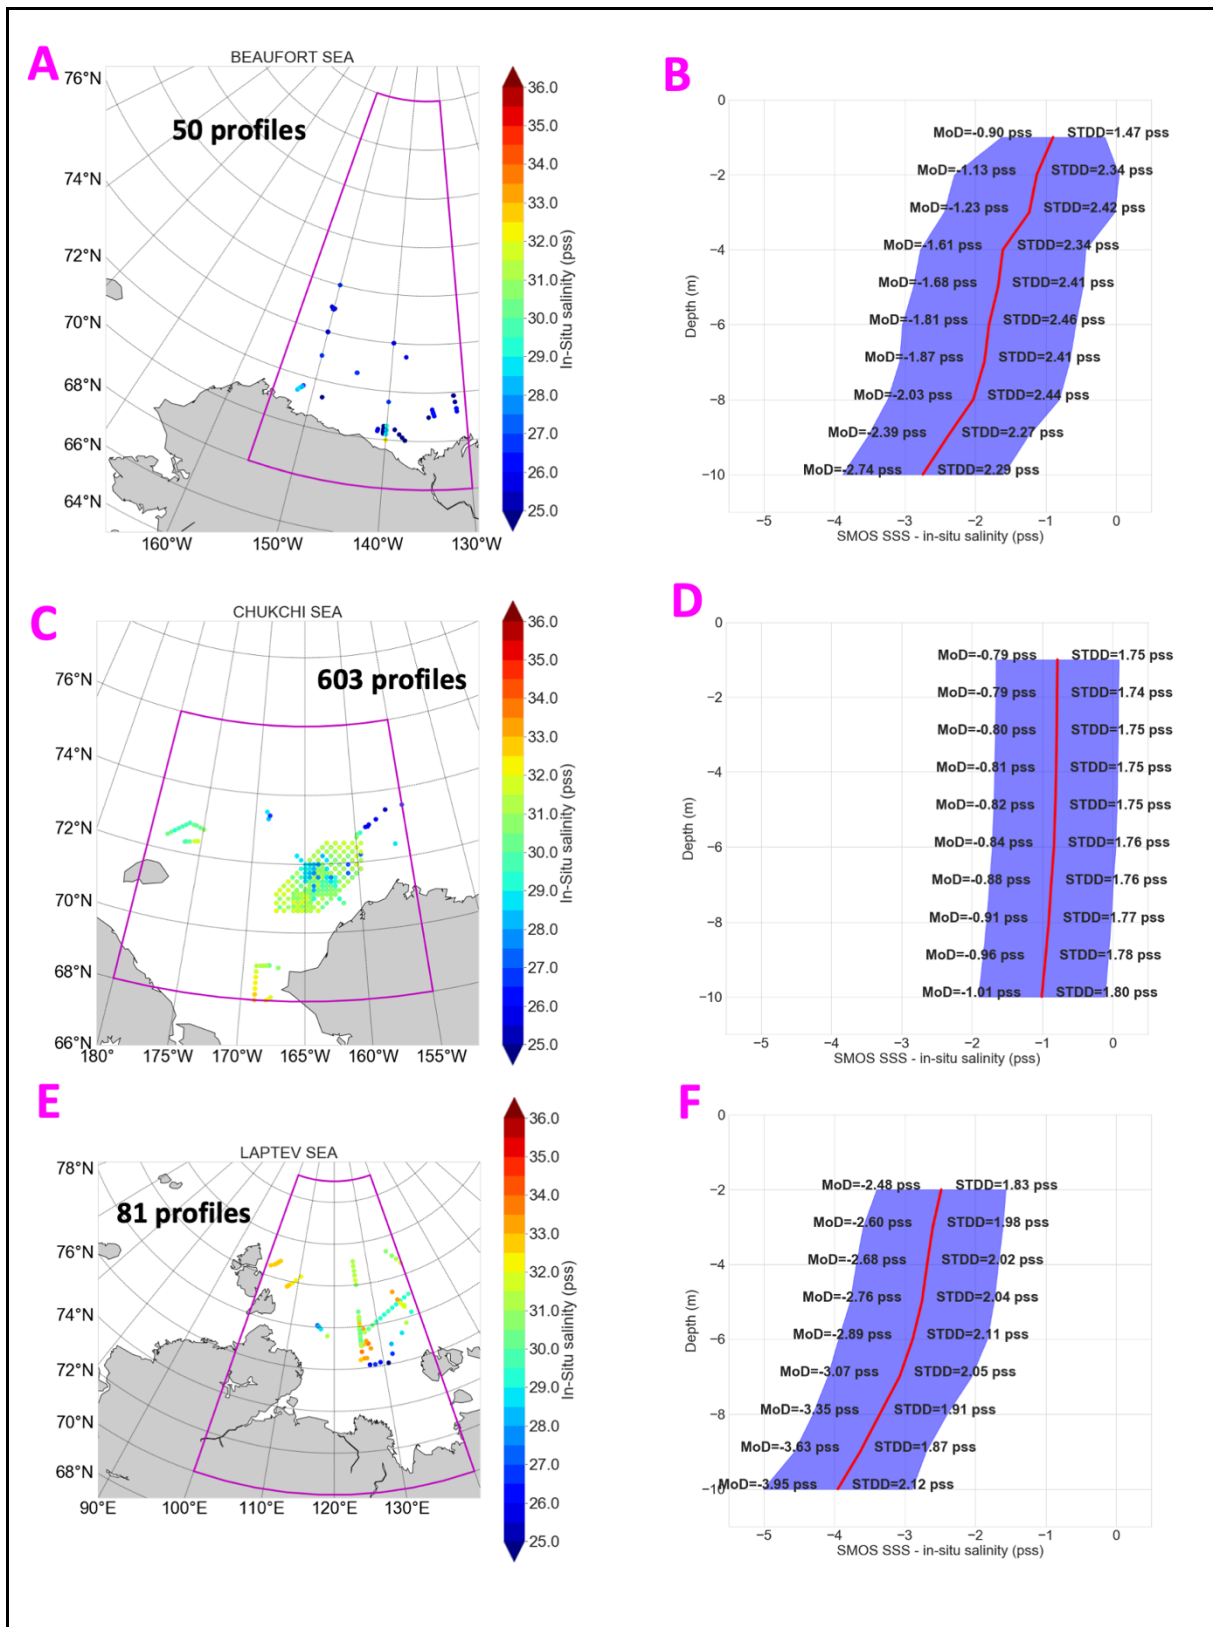 A
BEAUFORT SEA
50 profiles
76°N
74°N
72°N
70°N
68°N
66°N
64°N
160°W
150°W
140°W
130°W
36.0
35.0
34.0
33.0
32.0
31.0
30.0
29.0
28.0
27.0
26.0
25.0
In-Situ salinity (pss)
B
0
−2
−4
−6
−8
−10
Depth (m)
MoD=-0.90 pss STDD=1.47 pss
MoD=-1.13 pss STDD=2.34 pss
MoD=-1.23 pss STDD=2.42 pss
MoD=-1.61 pss STDD=2.34 pss
MoD=-1.68 pss STDD=2.41 pss
MoD=-1.81 pss STDD=2.46 pss
MoD=-1.87 pss STDD=2.41 pss
MoD=-2.03 pss STDD=2.44 pss
MoD=-2.39 pss STDD=2.27 pss
MoD=-2.74 pss STDD=2.29 pss
−5 −4 −3 −2 −1 0
SMOS SSS - in-situ salinity (pss)
C
CHUKCHI SEA
603 profiles
76°N
74°N
72°N
70°N
68°N
66°N
180°
175°W
170°W
165°W
160°W
155°W
36.0
35.0
34.0
33.0
32.0
31.0
30.0
29.0
28.0
27.0
26.0
25.0
In-Situ salinity (pss)
D
0
−2
−4
−6
−8
−10
Depth (m)
MoD=-0.79 pss STDD=1.75 pss
MoD=-0.79 pss STDD=1.74 pss
MoD=-0.80 pss STDD=1.75 pss
MoD=-0.81 pss STDD=1.75 pss
MoD=-0.82 pss STDD=1.75 pss
MoD=-0.84 pss STDD=1.76 pss
MoD=-0.88 pss STDD=1.76 pss
MoD=-0.91 pss STDD=1.77 pss
MoD=-0.96 pss STDD=1.78 pss
MoD=-1.01 pss STDD=1.80 pss
−5 −4 −3 −2 −1 0
SMOS SSS - in-situ salinity (pss)
E
LAPTEV SEA
81 profiles
78°N
76°N
74°N
72°N
70°N
68°N
90°E
100°E
110°E
120°E
130°E
36.0
35.0
34.0
33.0
32.0
31.0
30.0
29.0
28.0
27.0
26.0
25.0
In-Situ salinity (pss)
F
0
−2
−4
−6
−8
−10
Depth (m)
MoD=-2.48 pss STDD=1.83 pss
MoD=-2.60 pss STDD=1.98 pss
MoD=-2.68 pss STDD=2.02 pss
MoD=-2.76 pss STDD=2.04 pss
MoD=-2.89 pss STDD=2.11 pss
MoD=-3.07 pss STDD=2.05 pss
MoD=-3.35 pss STDD=1.91 pss
MoD=-3.63 pss STDD=1.87 pss
MoD=-3.95 pss STDD=2.12 pss
−5 −4 −3 −2 −1 0
SMOS SSS - in-situ salinity (pss)